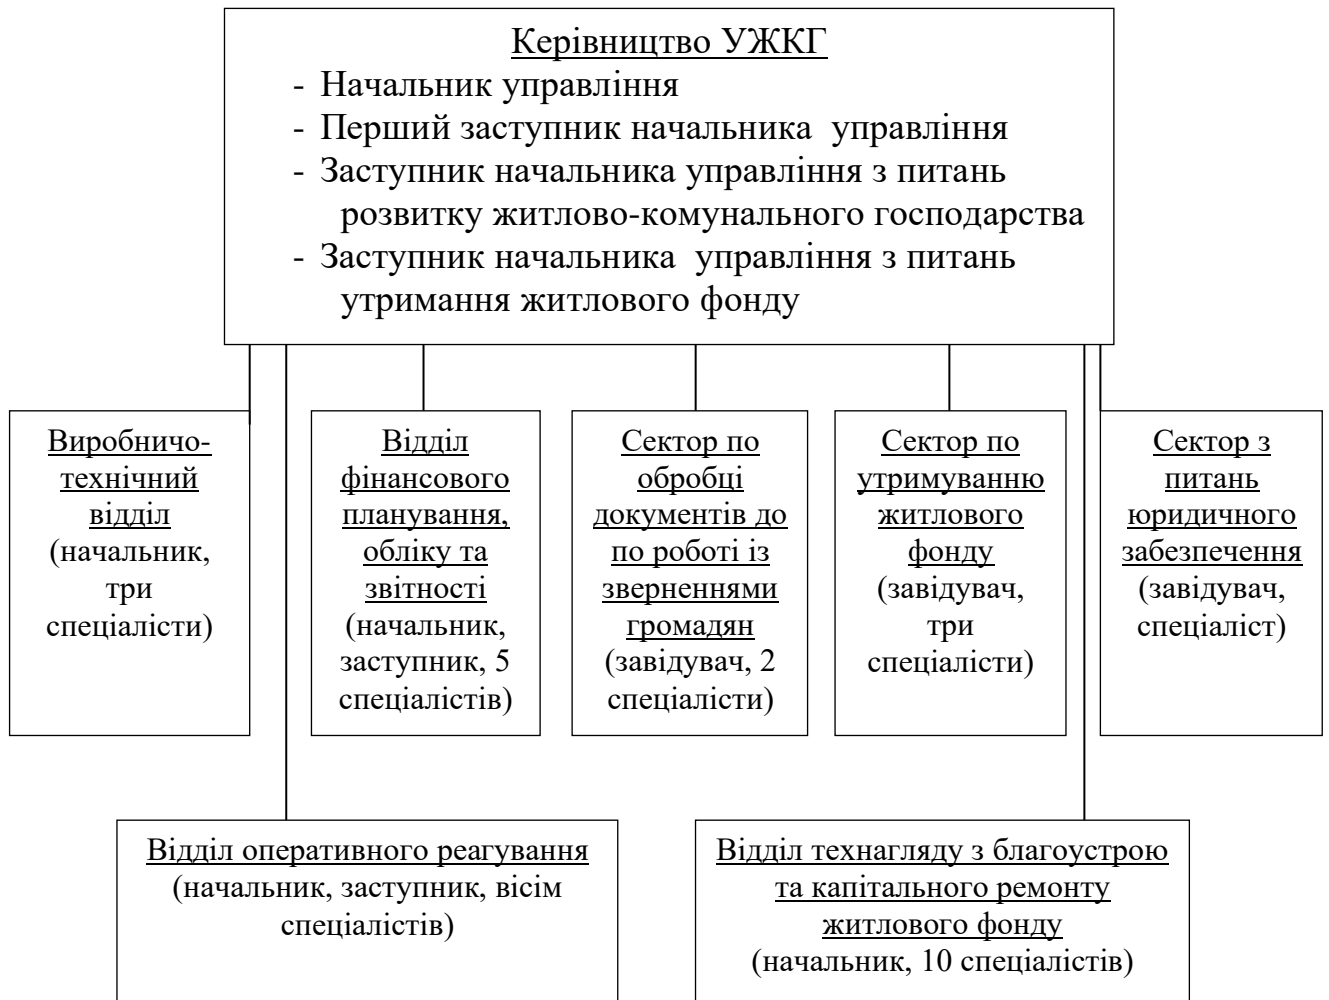 Керівництво УЖКГ
- Начальник управління
- Перший заступник начальника  управління
- Заступник начальника управління з питань
розвитку житлово-комунального господарства
- Заступник начальника  управління з питань
утримання житлового фонду
Виробничо-
технічний
відділ
(начальник,
три
спеціалісти)
Відділ
фінансового
планування,
обліку та
звітності
(начальник,
заступник, 5
спеціалістів)
Сектор по
обробці
документів до
по роботі із
зверненнями
громадян
(завідувач, 2
спеціалісти)
Сектор по
утримуванню
житлового
фонду
(завідувач,
три
спеціалісти)
Сектор з
питань
юридичного
забезпечення
(завідувач,
спеціаліст)
Відділ оперативного реагування
(начальник, заступник, вісім
спеціалістів)
Відділ технагляду з благоустрою
та капітального ремонту
житлового фонду
(начальник, 10 спеціалістів)